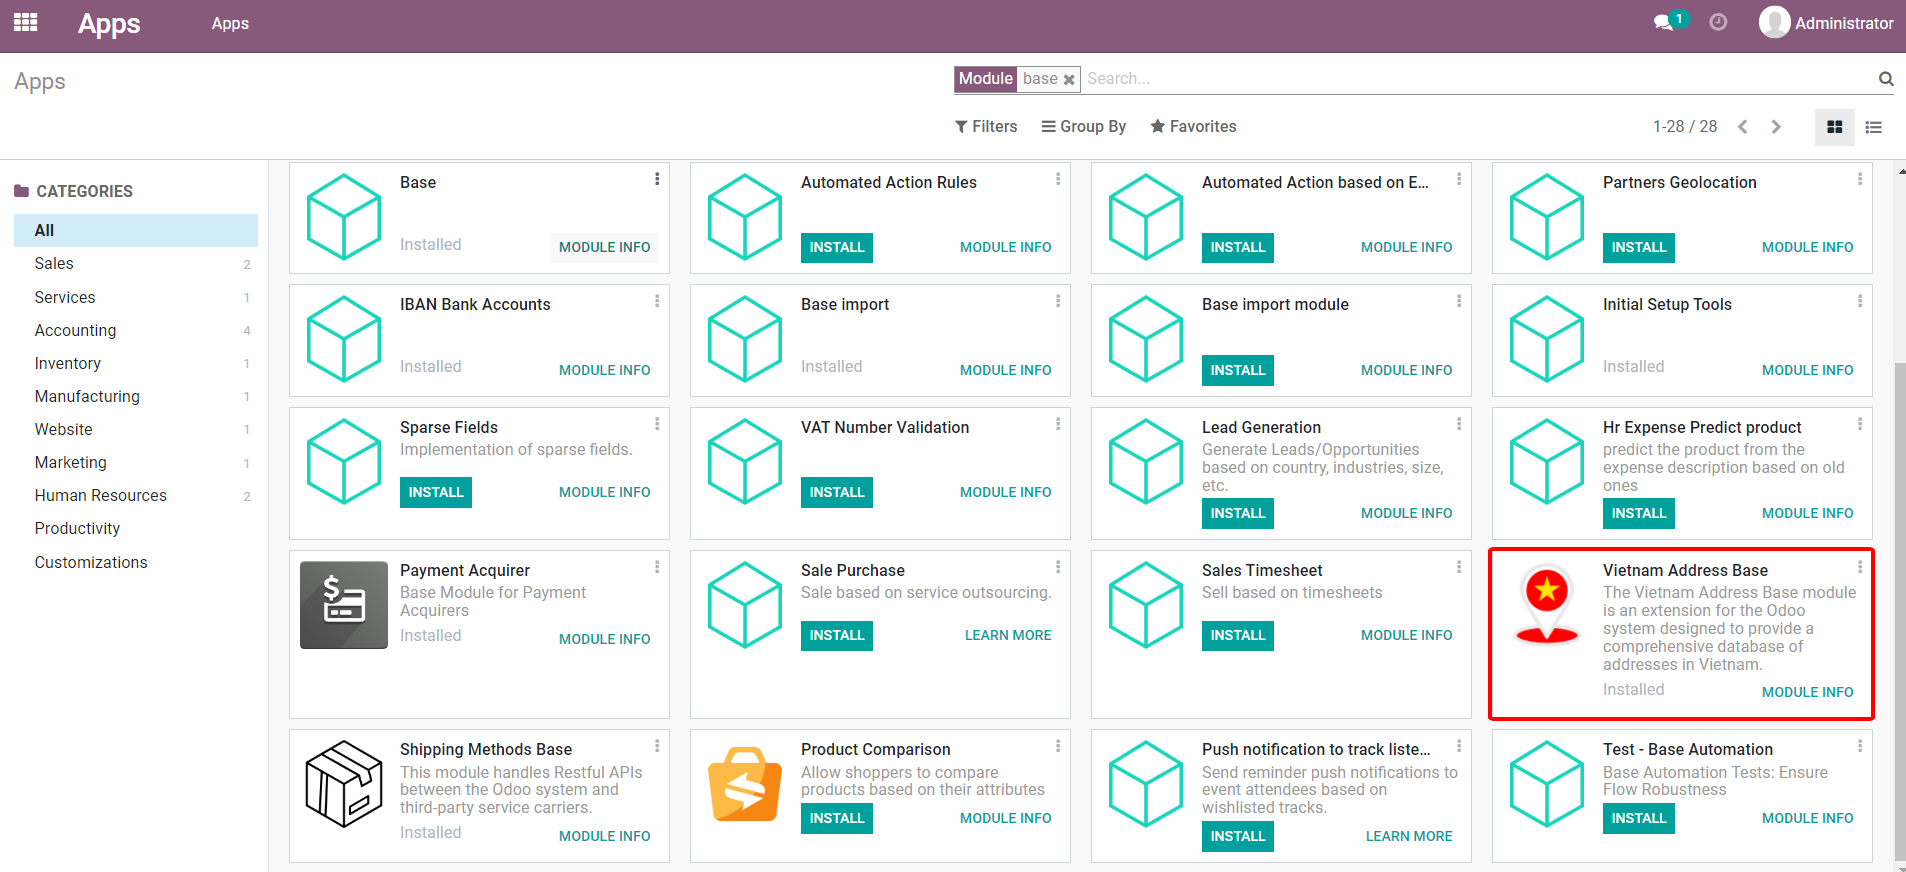 Apps
Apps
1
Administrator
Apps
Module
base
Search...
Filters
Group By
Favorites
1-28 / 28
CATEGORIES
All
Sales 2
Services 1
Accounting 4
Inventory 1
Manufacturing 1
Website 1
Marketing 1
Human Resources 2
Productivity
Customizations
Base
Installed
MODULE INFO
Automated Action Rules
INSTALL
MODULE INFO
Automated Action based on E...
INSTALL
MODULE INFO
Partners Geolocation
INSTALL
MODULE INFO
IBAN Bank Accounts
Installed
MODULE INFO
Base import
Installed
MODULE INFO
Base import module
INSTALL
MODULE INFO
Initial Setup Tools
Installed
MODULE INFO
Sparse Fields
Implementation of sparse fields.
INSTALL
MODULE INFO
VAT Number Validation
INSTALL
MODULE INFO
Lead Generation
Generate Leads/Opportunities
based on country, industries, size,
etc.
INSTALL
MODULE INFO
Hr Expense Predict product
predict the product from the
expense description based on old
ones
INSTALL
MODULE INFO
Payment Acquirer
Base Module for Payment
Acquirers
Installed
MODULE INFO
Sale Purchase
Sale based on service outsourcing.
INSTALL
LEARN MORE
Sales Timesheet
Sell based on timesheets
INSTALL
MODULE INFO
Vietnam Address Base
The Vietnam Address Base module
is an extension for the Odoo
system designed to provide a
comprehensive database of
addresses in Vietnam.
Installed
MODULE INFO
Shipping Methods Base
This module handles Restful APIs
between the Odoo system and
third-party service carriers.
Installed
MODULE INFO
Product Comparison
Allow shoppers to compare
products based on their attributes
INSTALL
MODULE INFO
Push notification to track liste...
Send reminder push notifications to
event attendees based on
wishlisted tracks.
INSTALL
LEARN MORE
Test - Base Automation
Base Automation Tests: Ensure
Flow Robustness
INSTALL
MODULE INFO